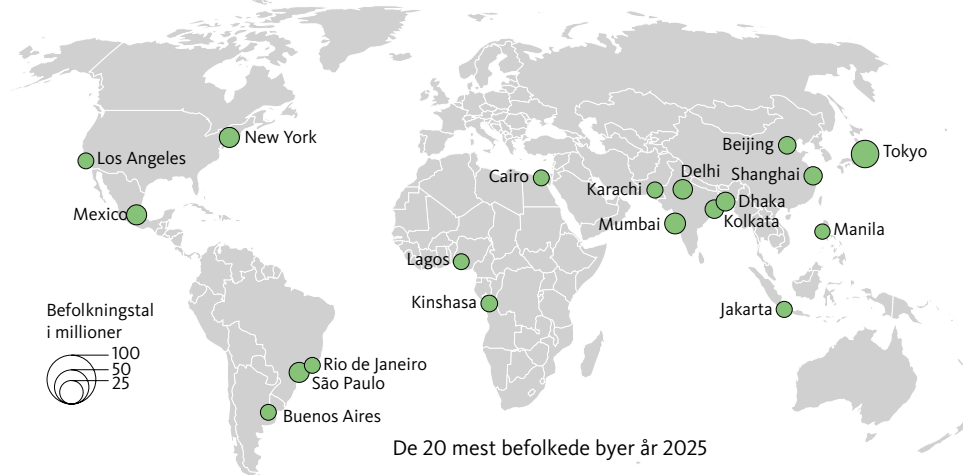 New York
Los Angeles
Mexico
Cairo
Lagos
Kinshasa
Rio de Janeiro
São Paulo
Buenos Aires
Beijing
Tokyo
Delhi
Shanghai
Karachi
Dhaka
Kolkata
Mumbai
Manila
Jakarta
Befolkningstal
i millioner
100
50
25
De 20 mest befolkede byer år 2025